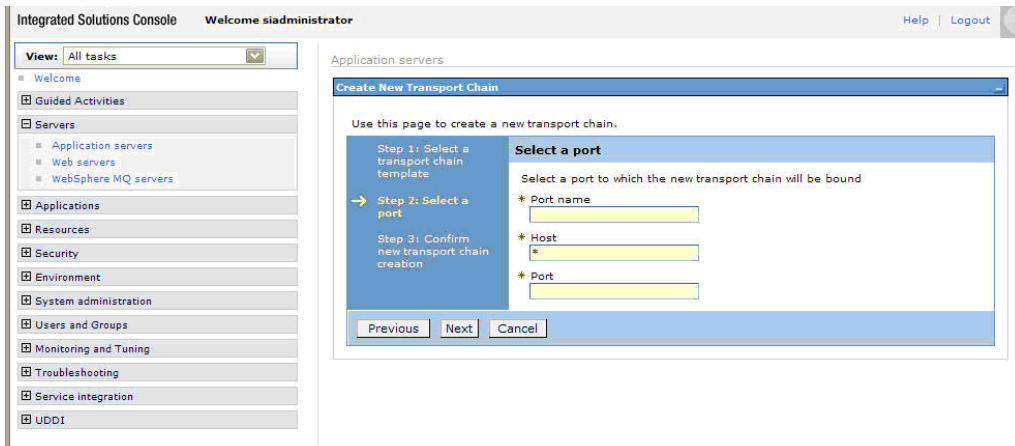 Integrated Solutions Console Welcome siadministrator Help | Logout
View: All tasks
Welcome
Guided Activities
Servers
Application servers
Web servers
WebSphere MQ servers
Applications
Resources
Security
Environment
System administration
Users and Groups
Monitoring and Tuning
Troubleshooting
Service integration
UDDI
Application servers
Create New Transport Chain
Use this page to create a new transport chain.
Step 1: Select a
transport chain
template
Step 2: Select a
port
Step 3: Confirm
new transport chain
creation
Select a port
Select a port to which the new transport chain will be bound
* Port name
* Host
*
* Port
Previous Next Cancel